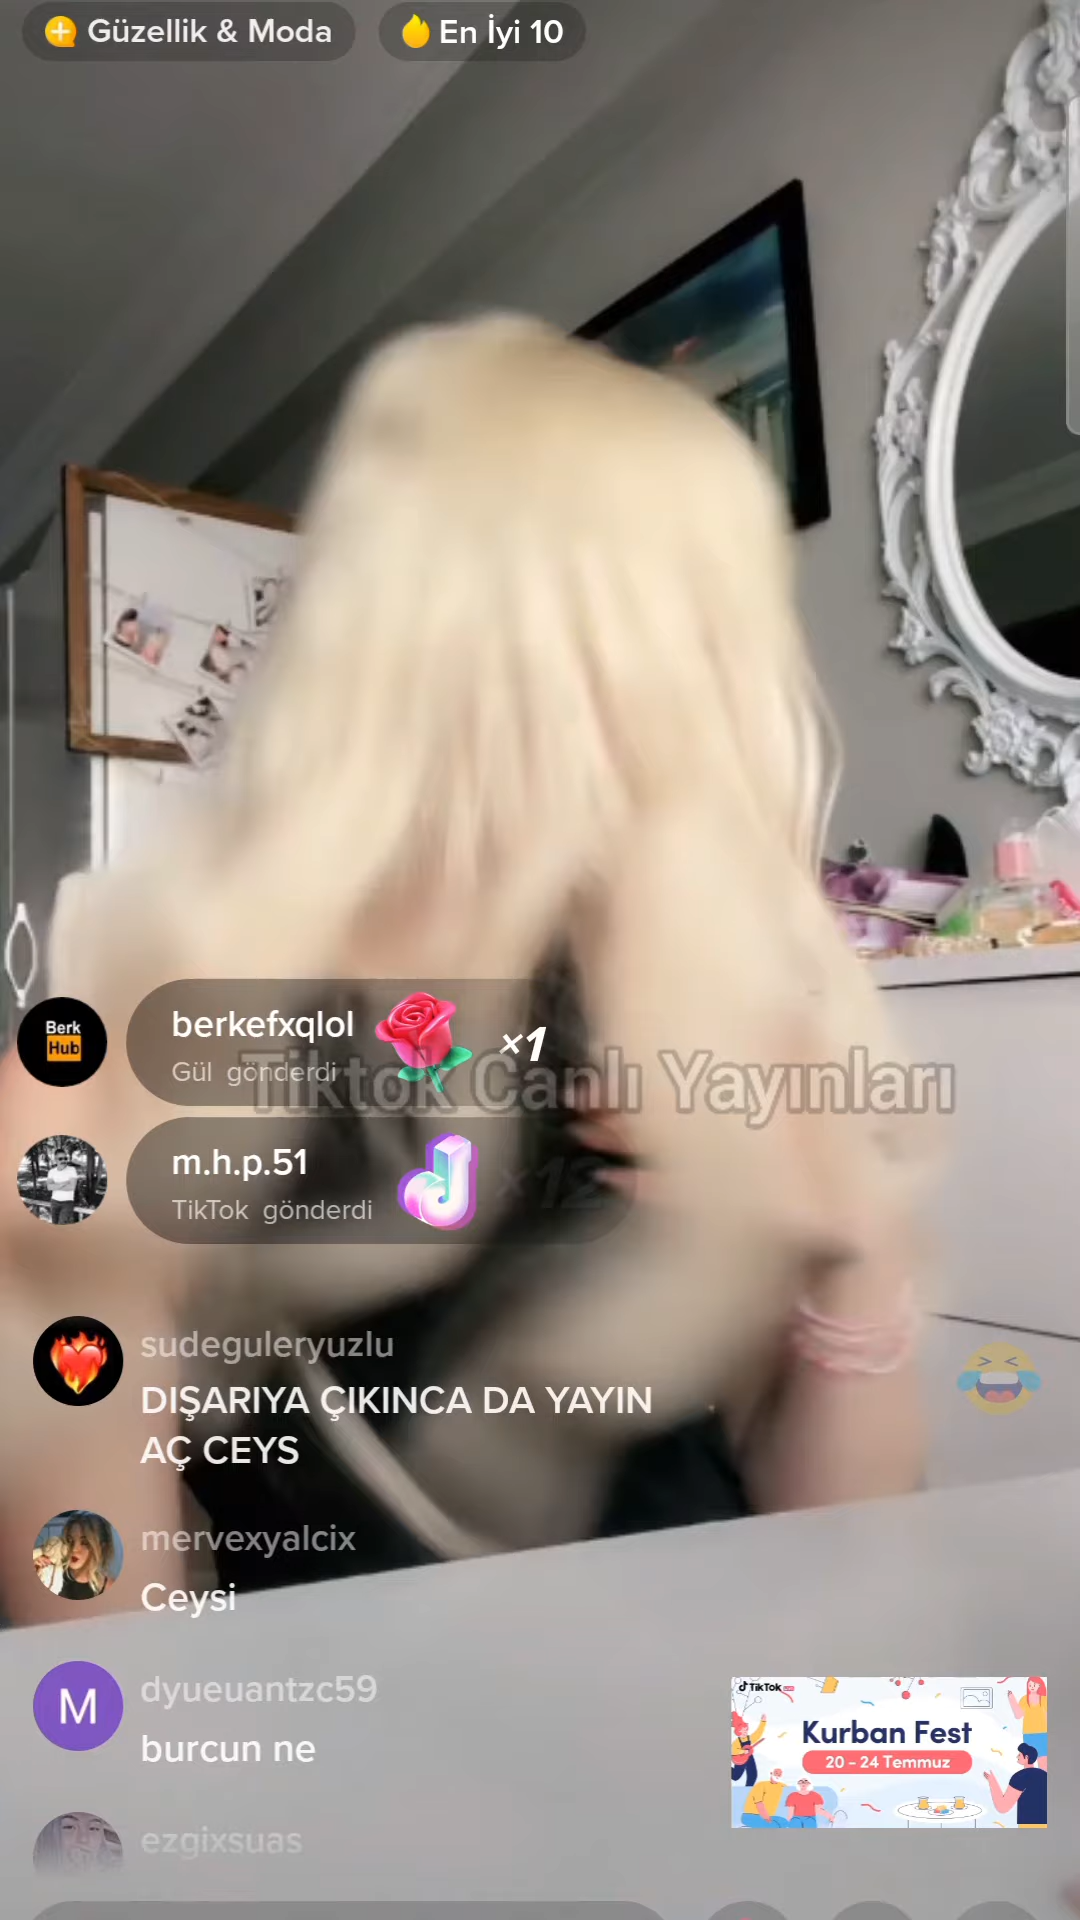 Güzellik & Moda
En İyi 10
Berk
Hub
berkefxqlol
Gül gönderdi
×1
Tiktok Canlı Yayınları
m.h.p.51
TikTok gönderdi
×12
sudeguleryuzlu
DIŞARIYA ÇIKINCA DA YAYIN
AÇ CEYS
mervexyalcix
Ceysi
M
dyueuantzc59
burcun ne
TikTok
Kurban Fest
20 - 24 Temmuz
ezgixsuas